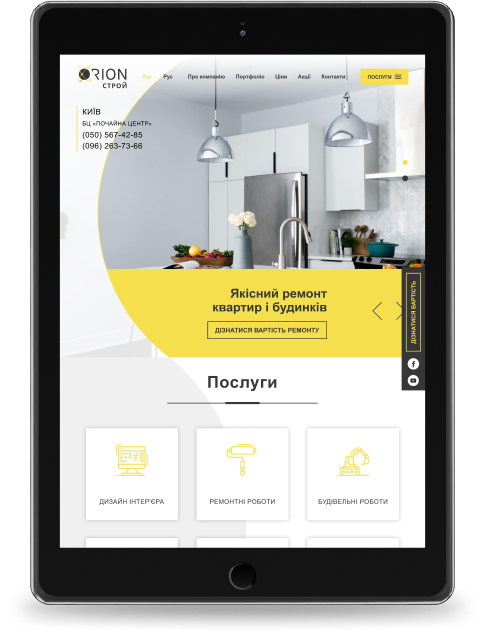 ORION
СТРОЙ
Укр Рус Про компанію Портфоліо Ціни Акції Контакти
ПОСЛУГИ
КИЇВ
БЦ «ПОЧАЙНА ЦЕНТР»
(050) 567-42-85
(096) 263-73-66
Якісний ремонт
квартир і будинків
ДІЗНАТИСЯ ВАРТІСТЬ РЕМОНТУ
ДІЗНАТИСЯ ВАРТІСТЬ
Послуги
ДИЗАЙН ІНТЕР'ЄРА
РЕМОНТНІ РОБОТИ
БУДІВЕЛЬНІ РОБОТИ